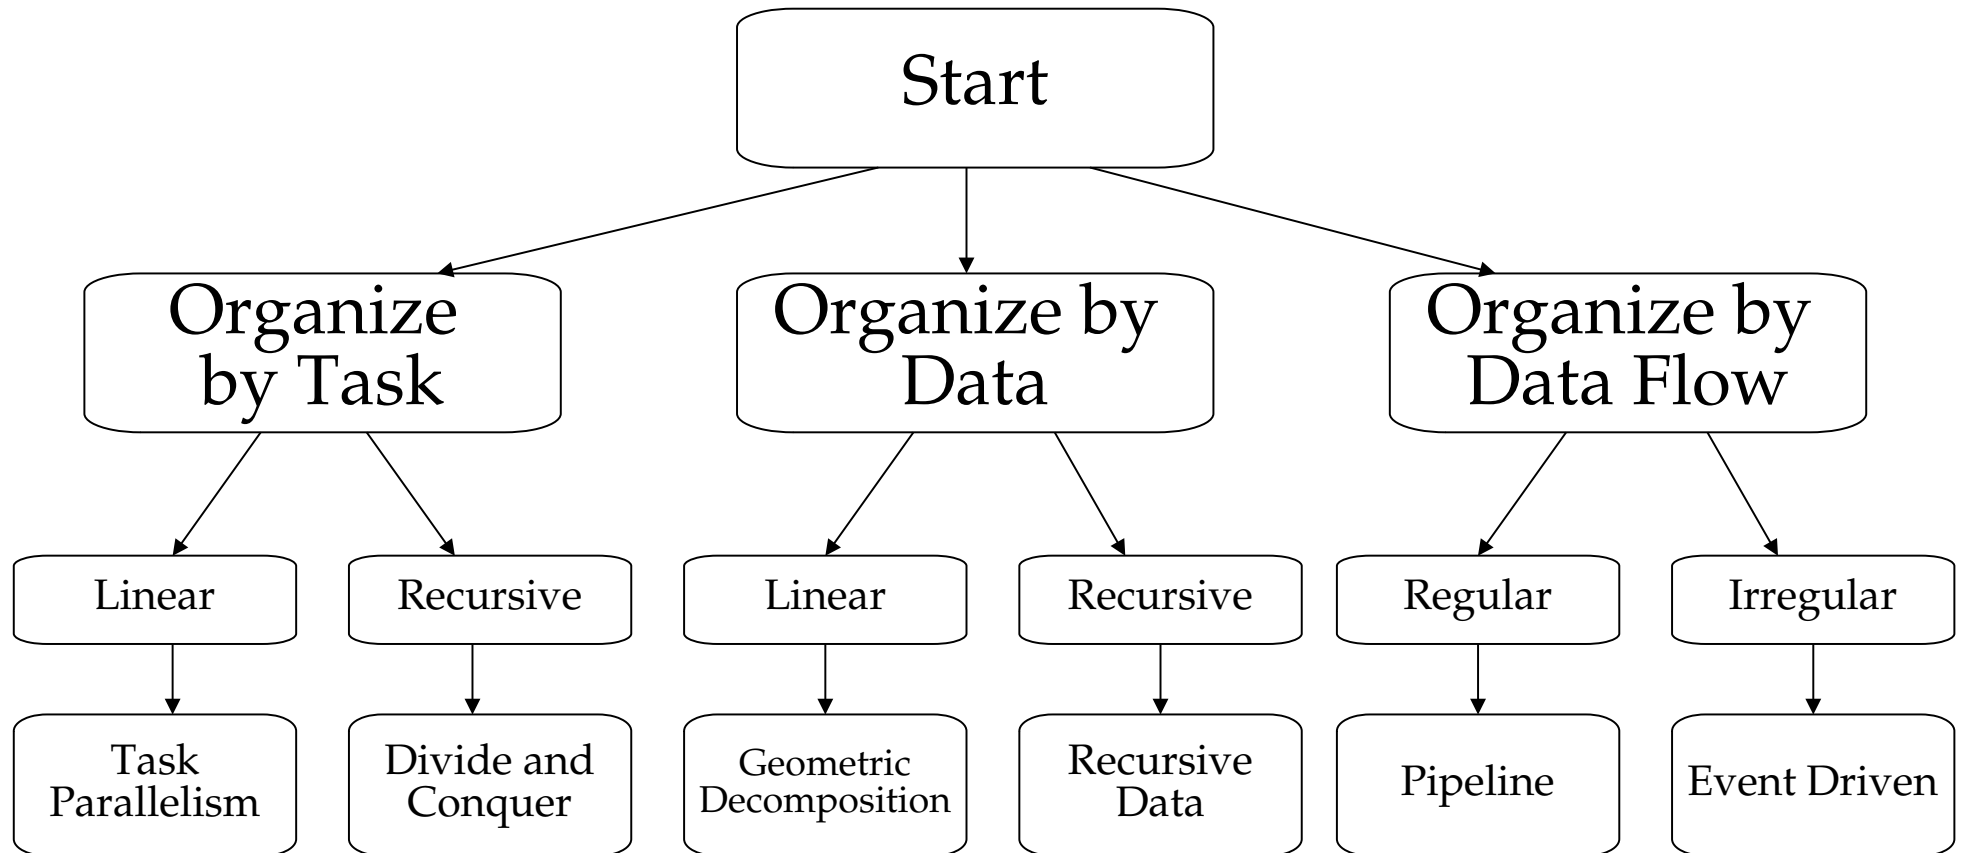 Start
Organize
by Task
Organize by
Data
Organize by
Data Flow
Linear
Recursive
Linear
Recursive
Regular
Irregular
Task
Parallelism
Divide and
Conquer
Geometric
Decomposition
Recursive
Data
Pipeline
Event Driven